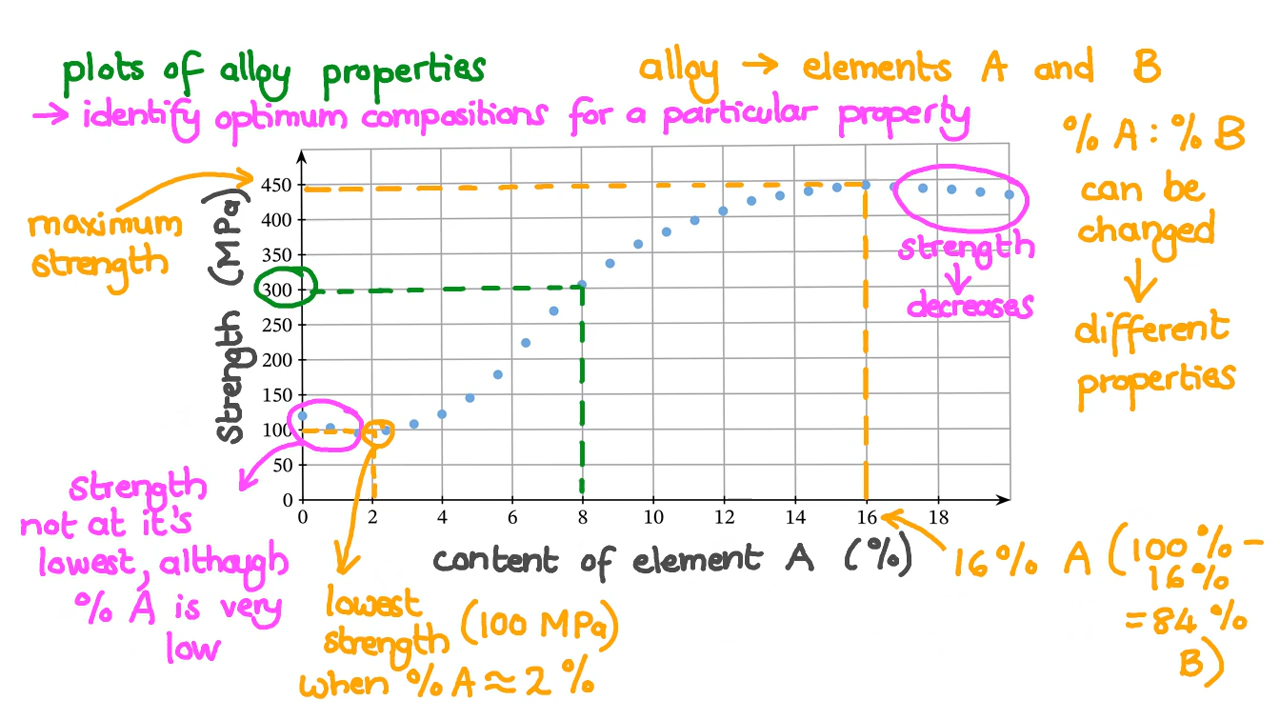 plots of alloy properties
alloy → elements A and B
→ identify optimum compositions for a particular property
% A : % B
can be
changed
↓
different
properties
maximum
strength
Strength (MPa)
450
400
350
300
250
200
150
100
50
0
0 2 4 6 8 10 12 14 16 18
content of element A (%)
strength
↓
decreases
strength
not at it's
lowest, although
% A is very
low
lowest
strength (100 MPa)
when % A ≈ 2 %
16% A (100% -
16%
= 84%
B)